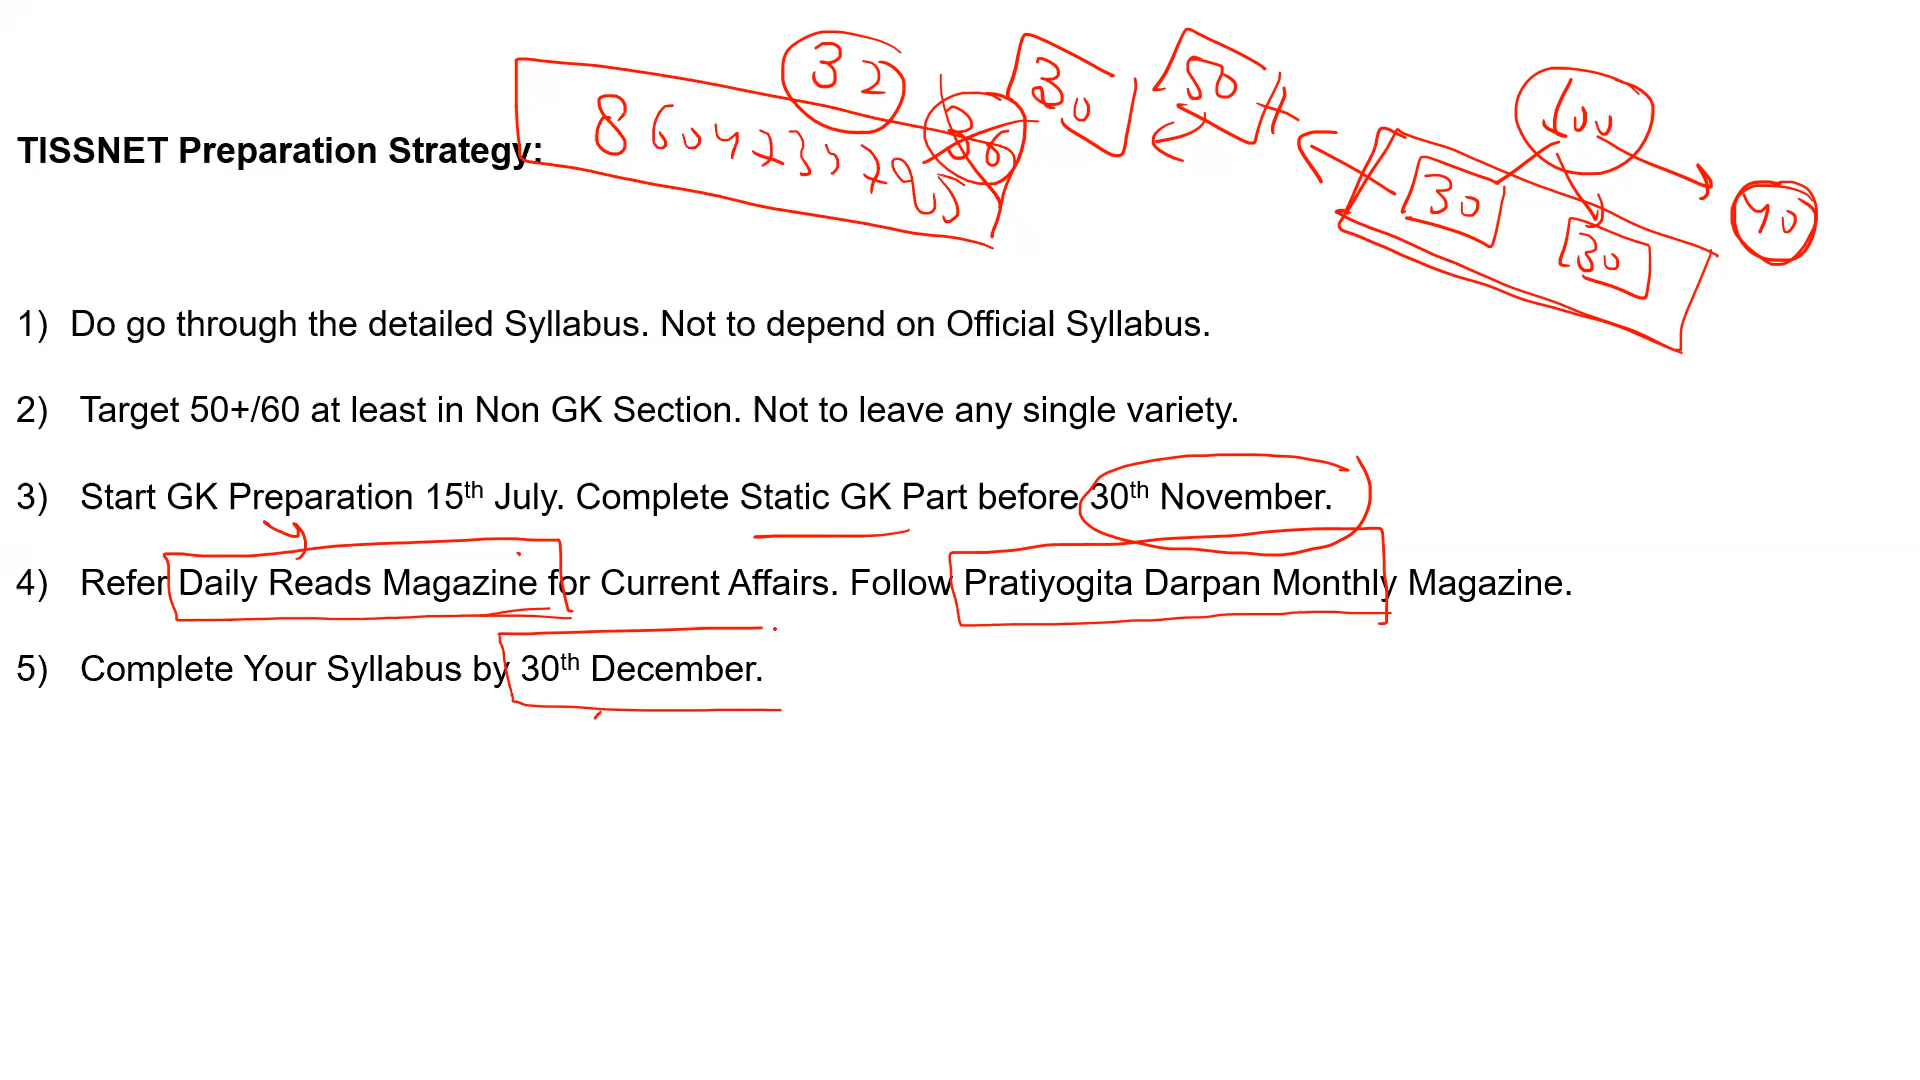 32
30
50+
100
TISSNET Preparation Strategy:
30
30
40
1) Do go through the detailed Syllabus. Not to depend on Official Syllabus.
2) Target 50+/60 at least in Non GK Section. Not to leave any single variety.
3) Start GK Preparation 15th July. Complete Static GK Part before 30th November.
4) Refer Daily Reads Magazine for Current Affairs. Follow Pratiyogita Darpan Monthly Magazine.
5) Complete Your Syllabus by 30th December.